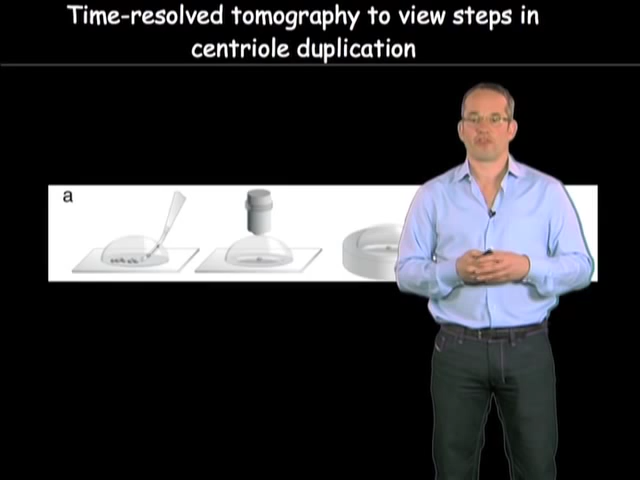 Time-resolved tomography to view steps in
centriole duplication
a